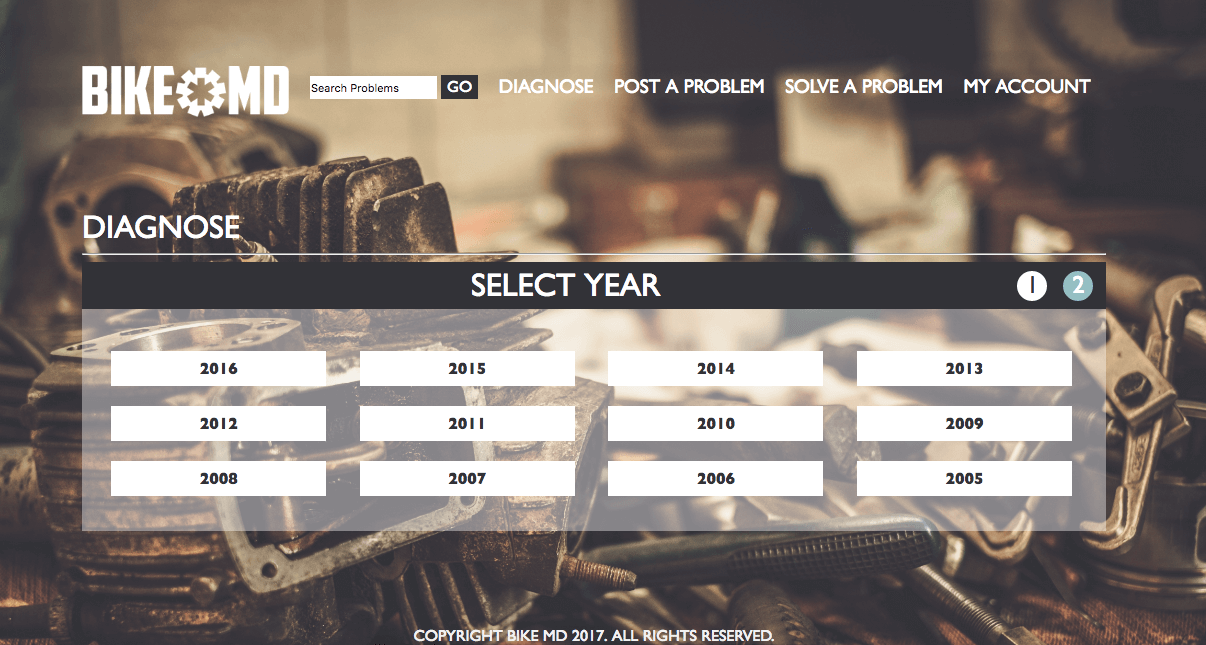 BIKE MD Search Problems GO DIAGNOSE POST A PROBLEM SOLVE A PROBLEM MY ACCOUNT
DIAGNOSE
SELECT YEAR 1 2
2016 2015 2014 2013
2012 2011 2010 2009
2008 2007 2006 2005
COPYRIGHT BIKE MD 2017. ALL RIGHTS RESERVED.